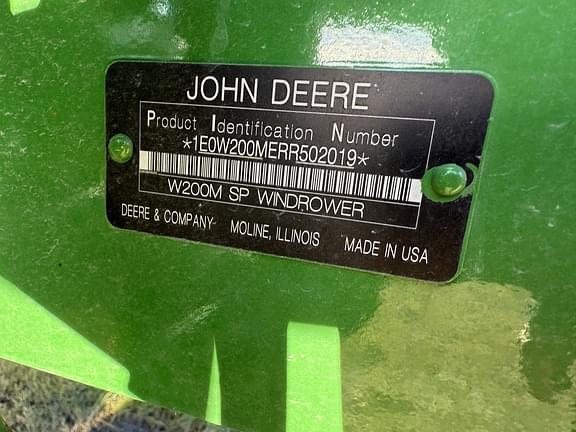 JOHN DEERE
Product Identification Number
*1E0W200MERR502019*
W200M SP WINDROWER
DEERE & COMPANY MOLINE, ILLINOIS MADE IN USA